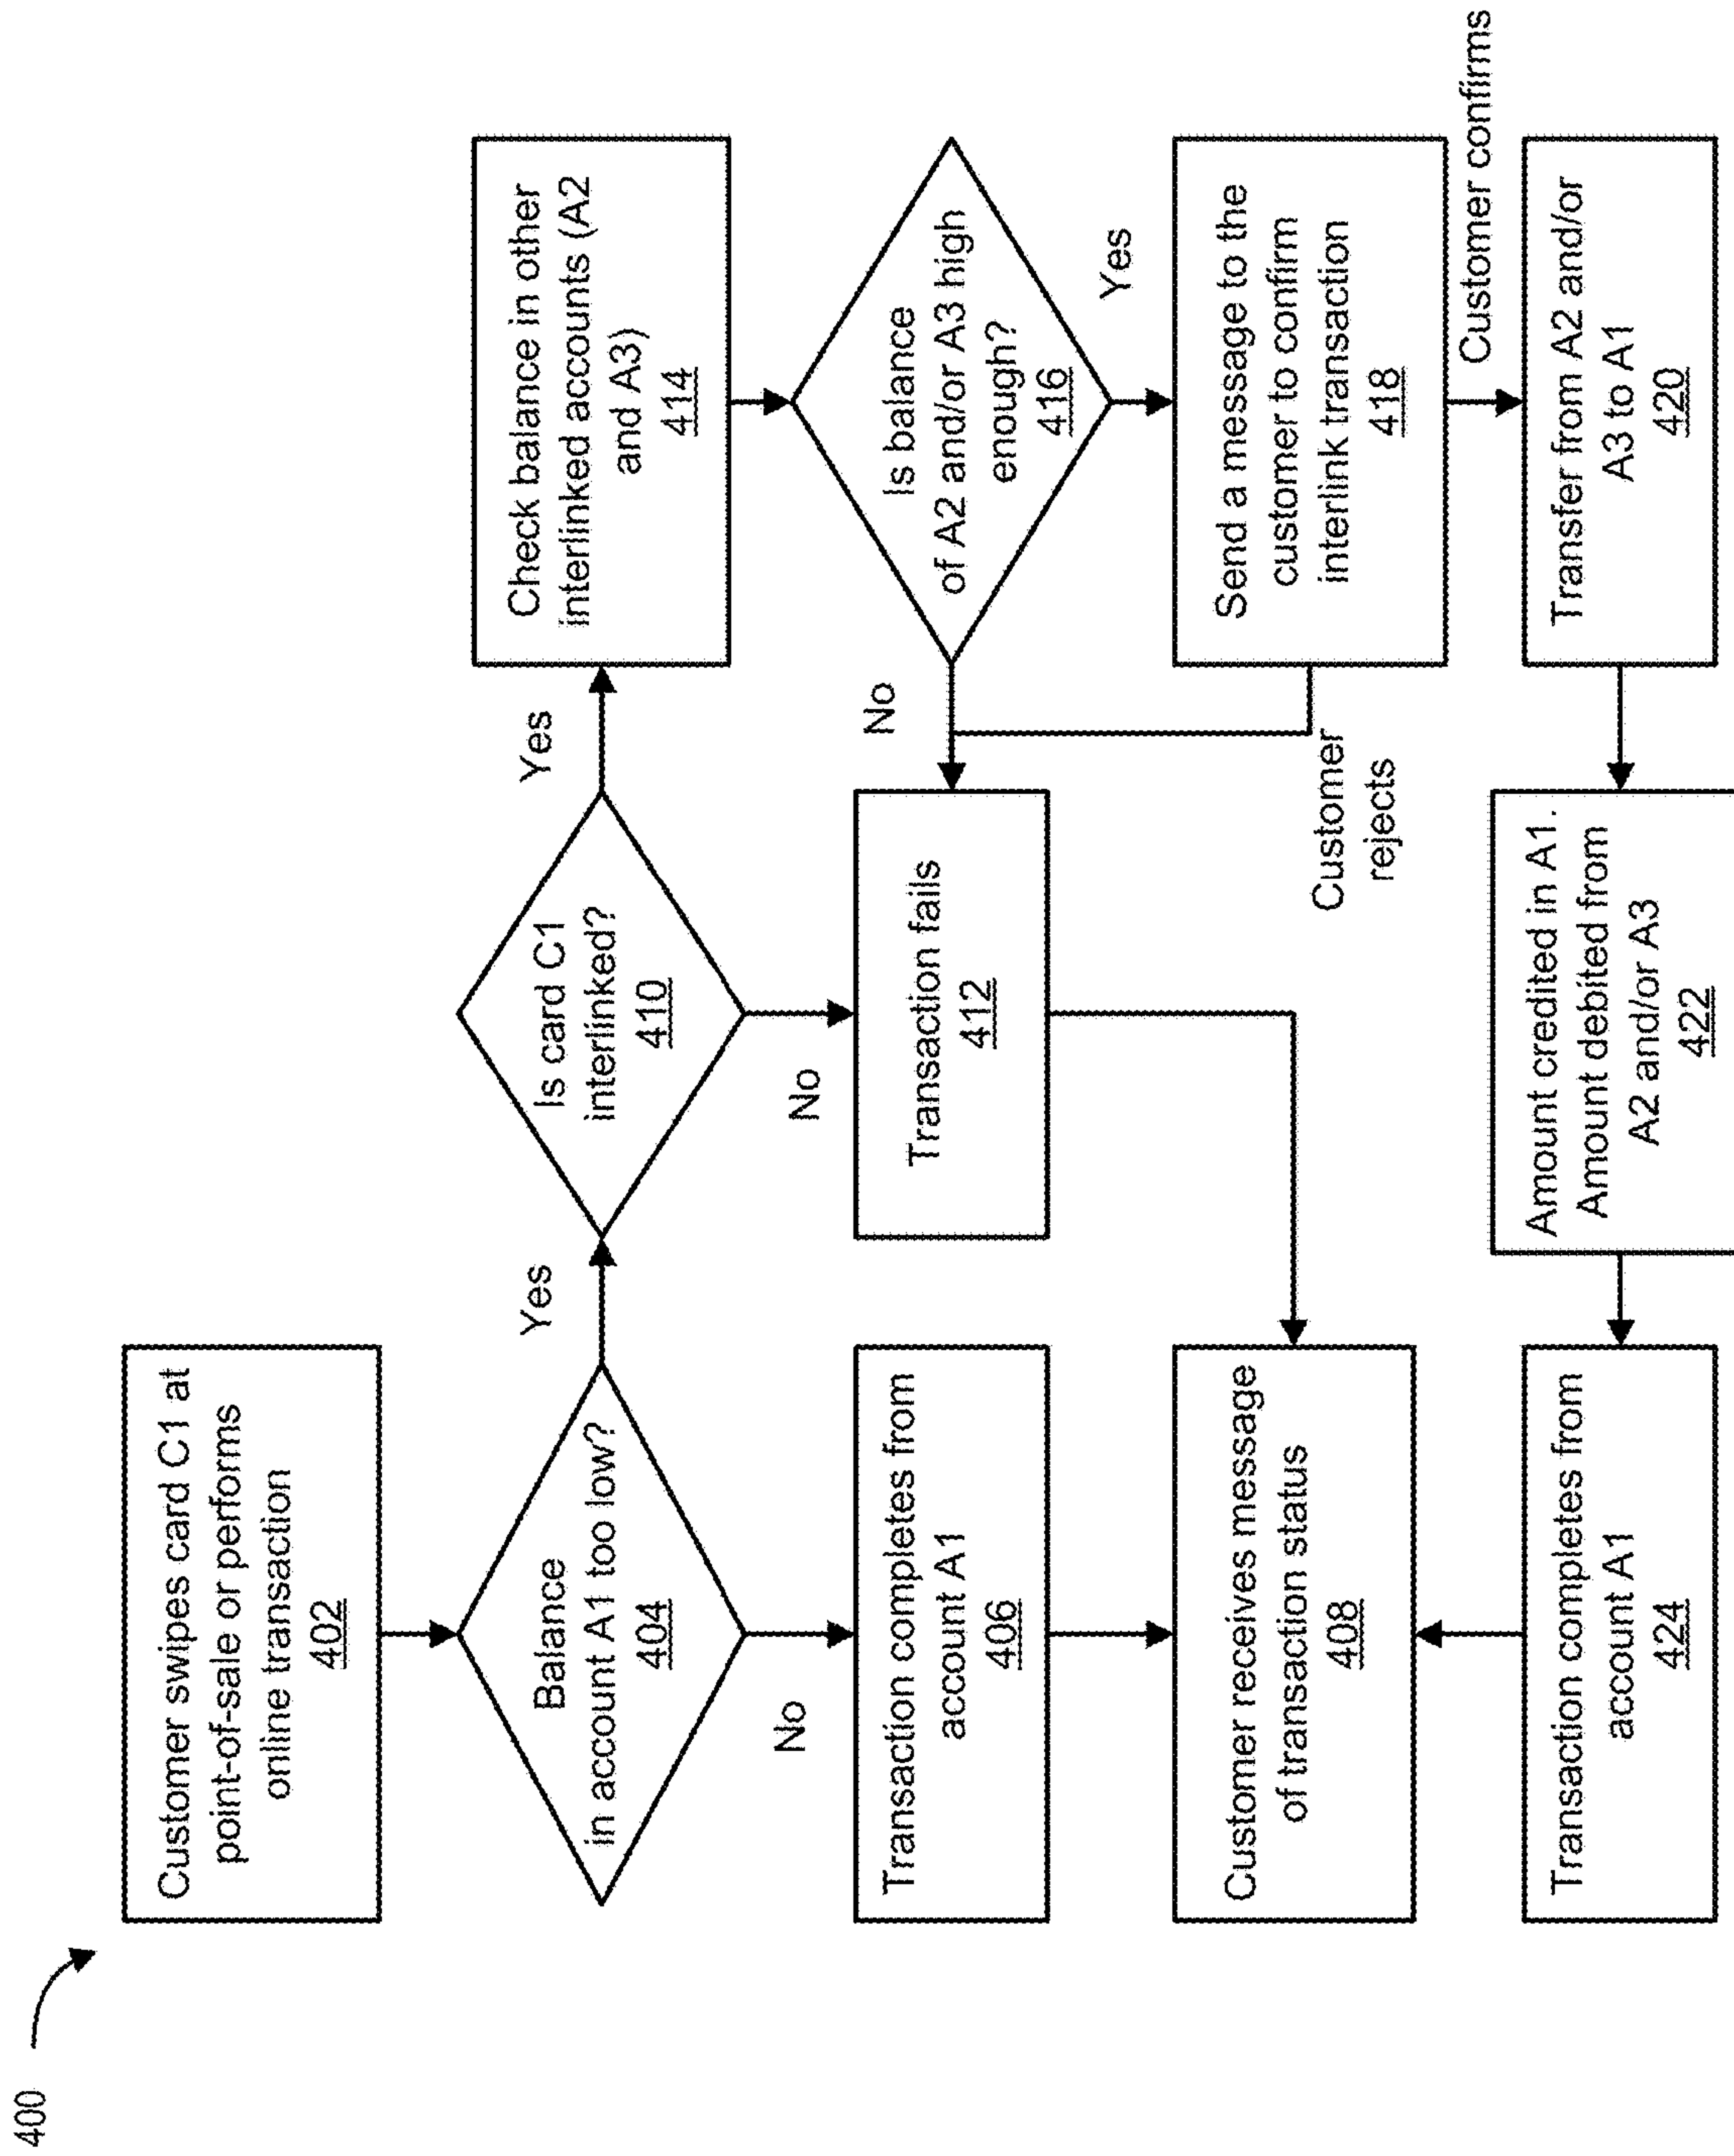 400
Customer swipes card C1 at
point-of-sale or performs
online transaction
402
Balance
in account A1 too low?
404
Yes
No
Transaction completes from
account A1
406
Customer receives message
of transaction status
408
Is card C1
interlinked?
410
Yes
No
Transaction fails
412
Check balance in other
interlinked accounts (A2
and A3)
414
Is balance
of A2 and/or A3 high
enough?
416
No
Yes
Send a message to the
customer to confirm
interlink transaction
418
Customer
rejects
Customer confirms
Transfer from A2 and/or
A3 to A1
420
Amount credited in A1.
Amount debited from
A2 and/or A3
422
Transaction completes from
account A1
424